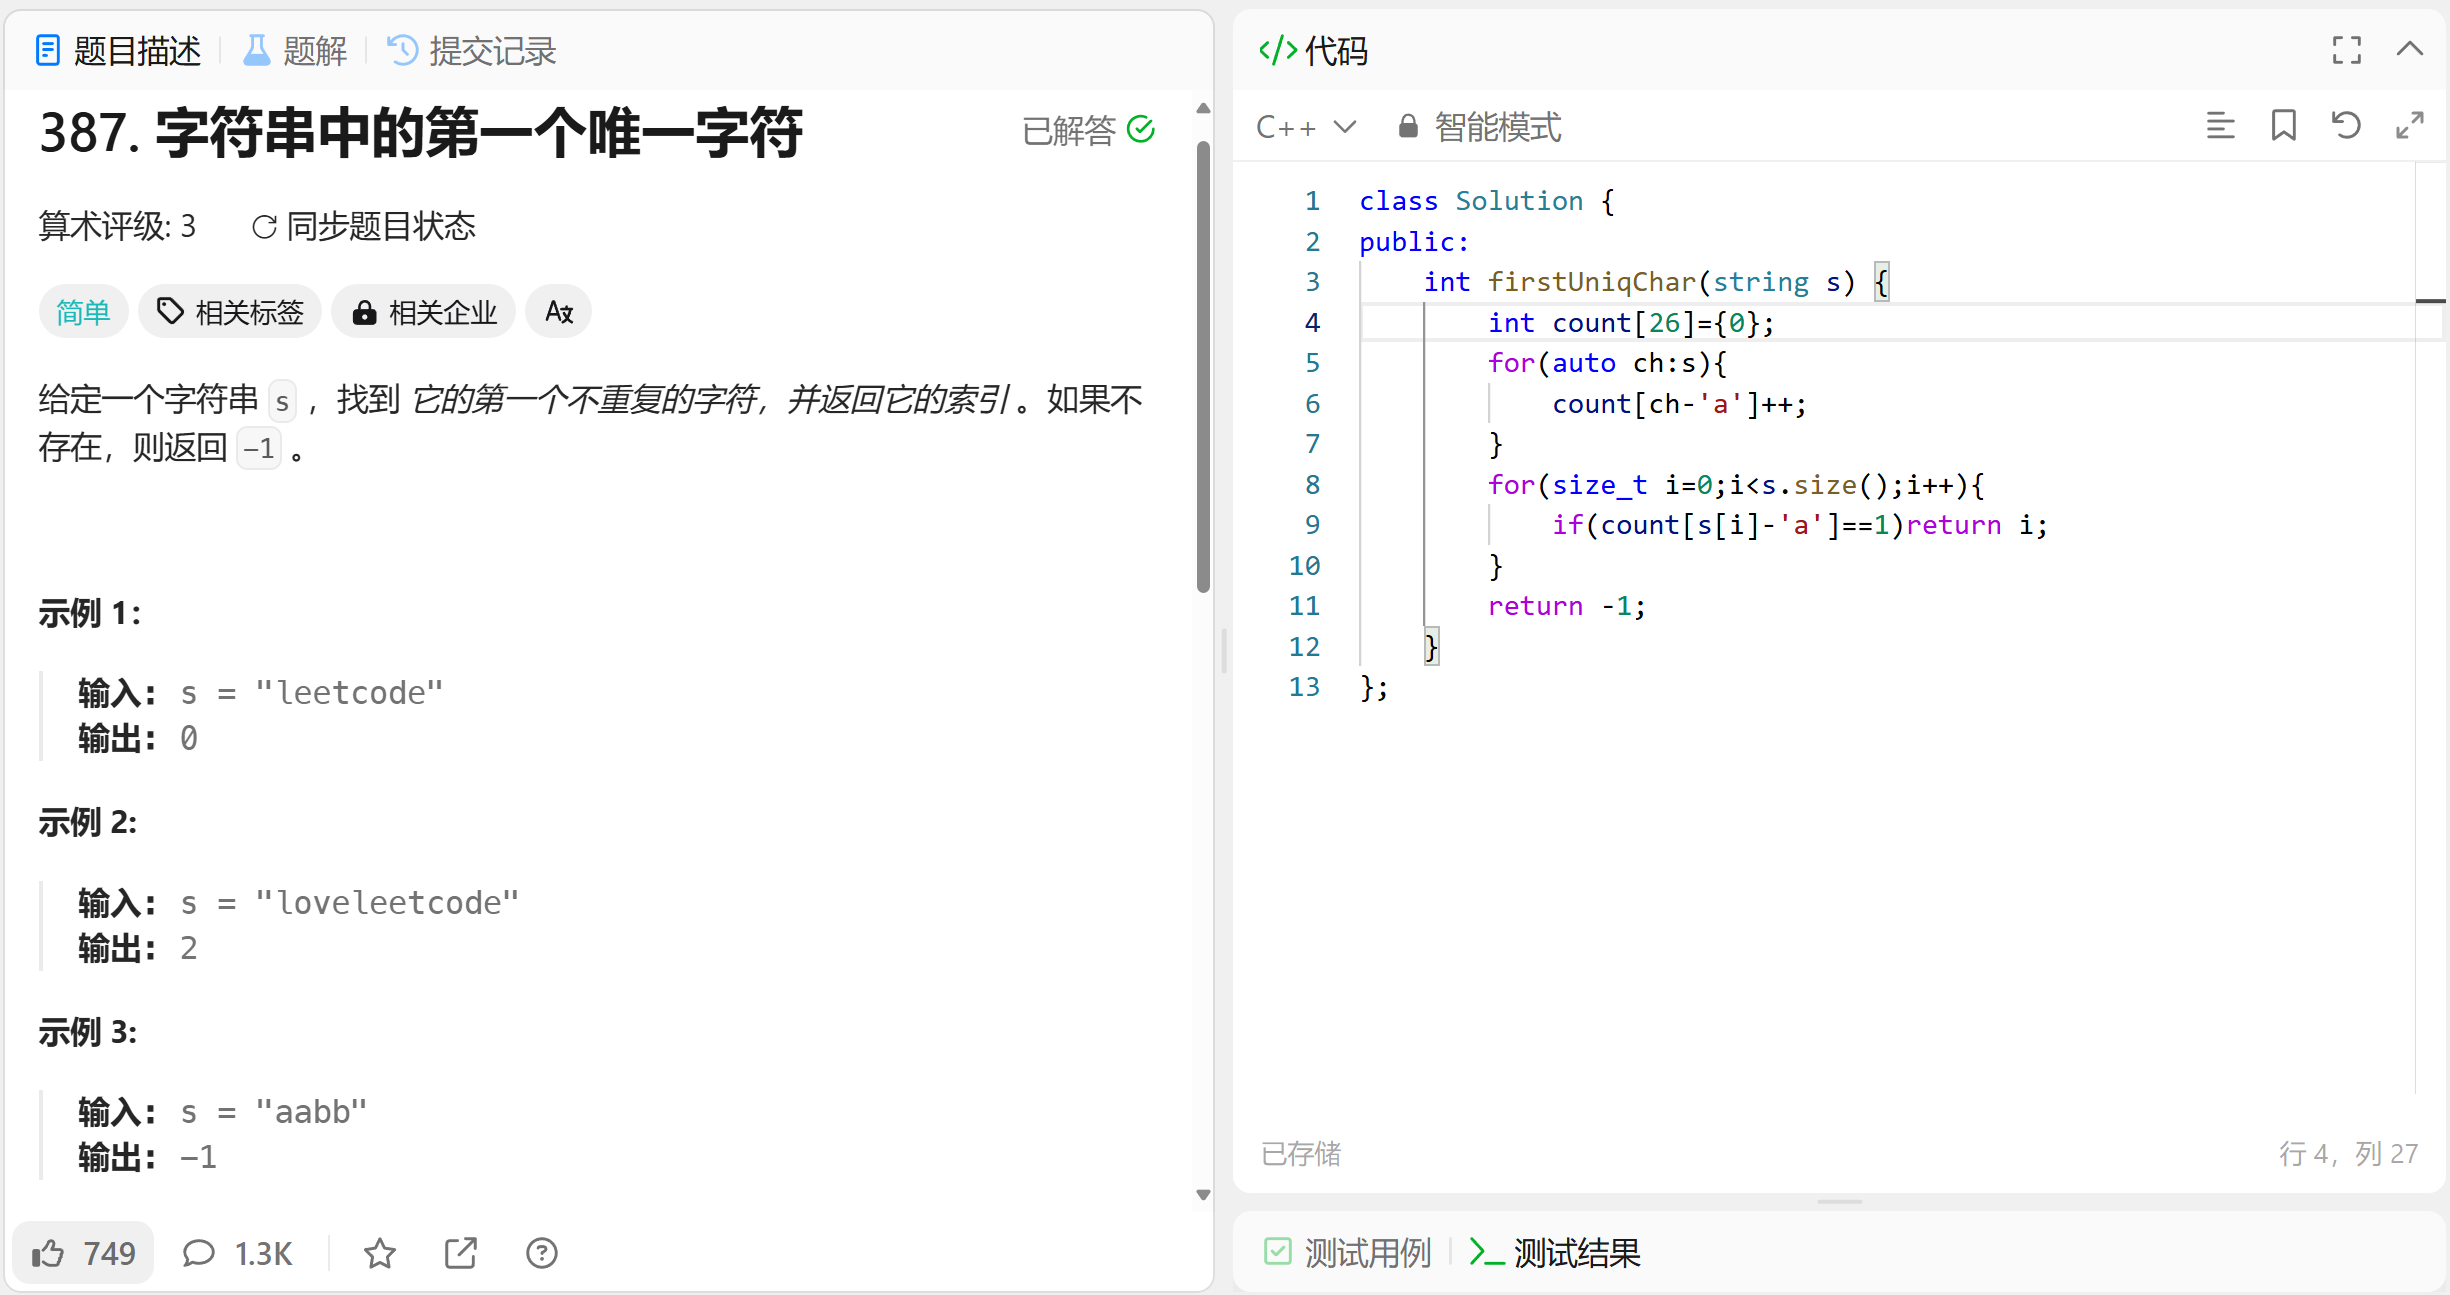 题目描述 题解 提交记录
387. 字符串中的第一个唯一字符 已解答
算术评级: 3 同步题目状态
简单 相关标签 相关企业
给定一个字符串 s ，找到 它的第一个不重复的字符，并返回它的索引 。如果不
存在，则返回 -1 。
示例 1：
输入： s = "leetcode"
输出： 0
示例 2:
输入： s = "loveleetcode"
输出： 2
示例 3:
输入： s = "aabb"
输出： -1
749 1.3K
</> 代码
C++ 智能模式
1 class Solution {
2 public:
3     int firstUniqChar(string s) {
4         int count[26]={0};
5         for(auto ch:s){
6             count[ch-'a']++;
7         }
8         for(size_t i=0;i<s.size();i++){
9             if(count[s[i]-'a']==1)return i;
10         }
11         return -1;
12     }
13 };
已存储 行 4，列 27
测试用例 >_ 测试结果